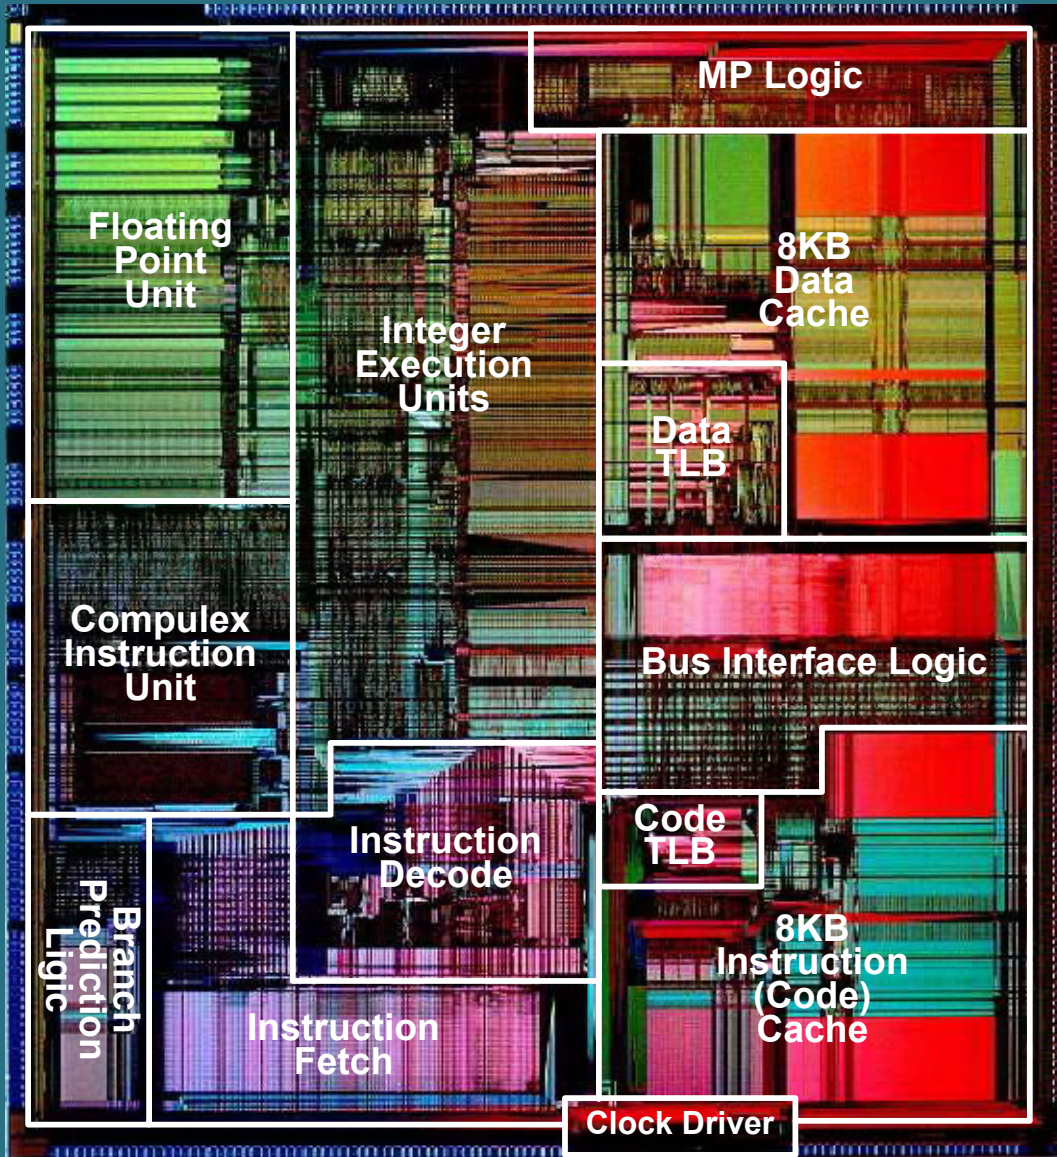 MP Logic
Floating
Point
Unit
8KB
Data
Cache
Integer
Execution
Units
Data
TLB
Compulex
Instruction
Unit
Bus Interface Logic
Code
TLB
Instruction
Decode
Branch
Prediction
Ligic
8KB
Instruction
(Code)
Cache
Instruction
Fetch
Clock Driver